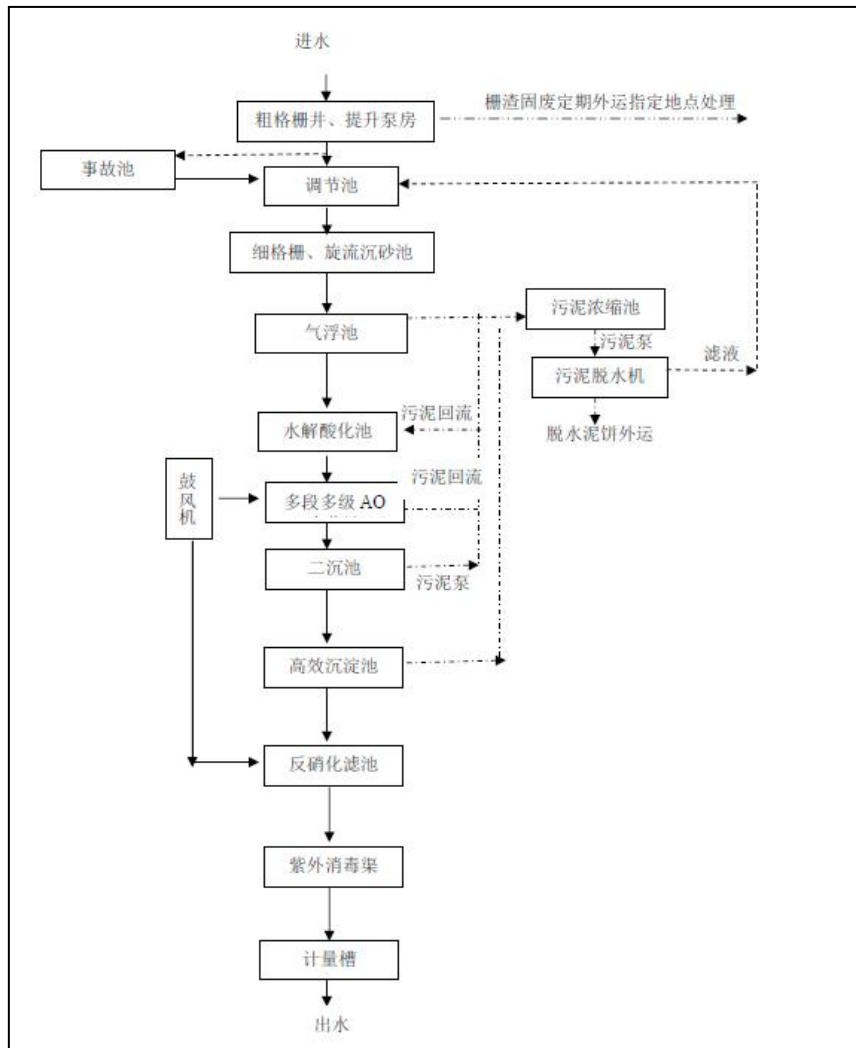 进水
栅渣固废定期外运指定地点处理
粗格栅井、提升泵房
事故池
调节池
细格栅、旋流沉砂池
污泥浓缩池
气浮池
污泥泵
滤液
污泥脱水机
污泥回流
水解酸化池
脱水泥饼外运
污泥回流
鼓风机
多段多级 AO
二沉池
污泥泵
高效沉淀池
反硝化滤池
紫外消毒渠
计量槽
出水